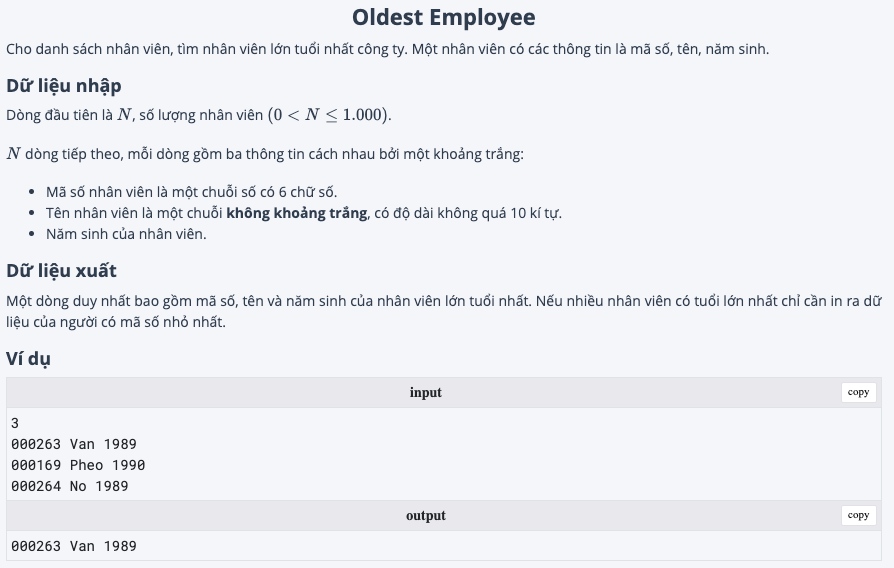 Oldest Employee
Cho danh sách nhân viên, tìm nhân viên lớn tuổi nhất công ty. Một nhân viên có các thông tin là mã số, tên, năm sinh.
Dữ liệu nhập
Dòng đầu tiên là N, số lượng nhân viên (0 < N ≤ 1.000).
N dòng tiếp theo, mỗi dòng gồm ba thông tin cách nhau bởi một khoảng trắng:
• Mã số nhân viên là một chuỗi số có 6 chữ số.
• Tên nhân viên là một chuỗi không khoảng trắng, có độ dài không quá 10 kí tự.
• Năm sinh của nhân viên.
Dữ liệu xuất
Một dòng duy nhất bao gồm mã số, tên và năm sinh của nhân viên lớn tuổi nhất. Nếu nhiều nhân viên có tuổi lớn nhất chỉ cần in ra dữ
liệu của người có mã số nhỏ nhất.
Ví dụ
input copy
3
000263 Van 1989
000169 Pheo 1990
000264 No 1989
output copy
000263 Van 1989